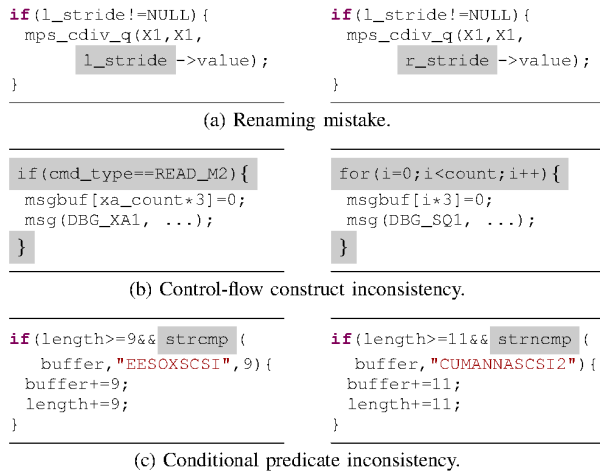 if(l_stride!=NULL){
mps_cdiv_q(X1,X1,
l_stride->value);
}
if(l_stride!=NULL){
mps_cdiv_q(X1,X1,
r_stride->value);
}
(a) Renaming mistake.
if(cmd_type==READ_M2){
msgbuf[xa_count*3]=0;
msg(DBG_XA1, ...);
}
for(i=0;i<count;i++){
msgbuf[i*3]=0;
msg(DBG_SQ1, ...);
}
(b) Control-flow construct inconsistency.
if(length>=9&& strcmp(
buffer,"EESOXSCSI",9){
buffer+=9;
length+=9;
}
if(length>=11&& strncmp(
buffer,"CUMANNASCSI2"){
buffer+=11;
length+=11;
}
(c) Conditional predicate inconsistency.